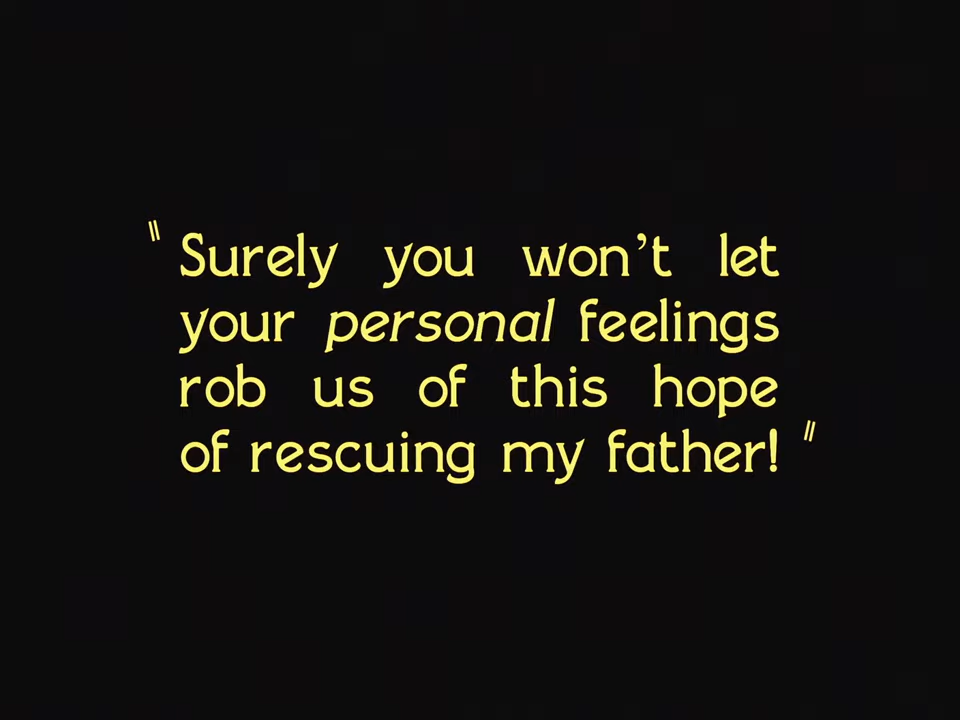 "Surely you won't let
your personal feelings
rob us of this hope
of rescuing my father!"